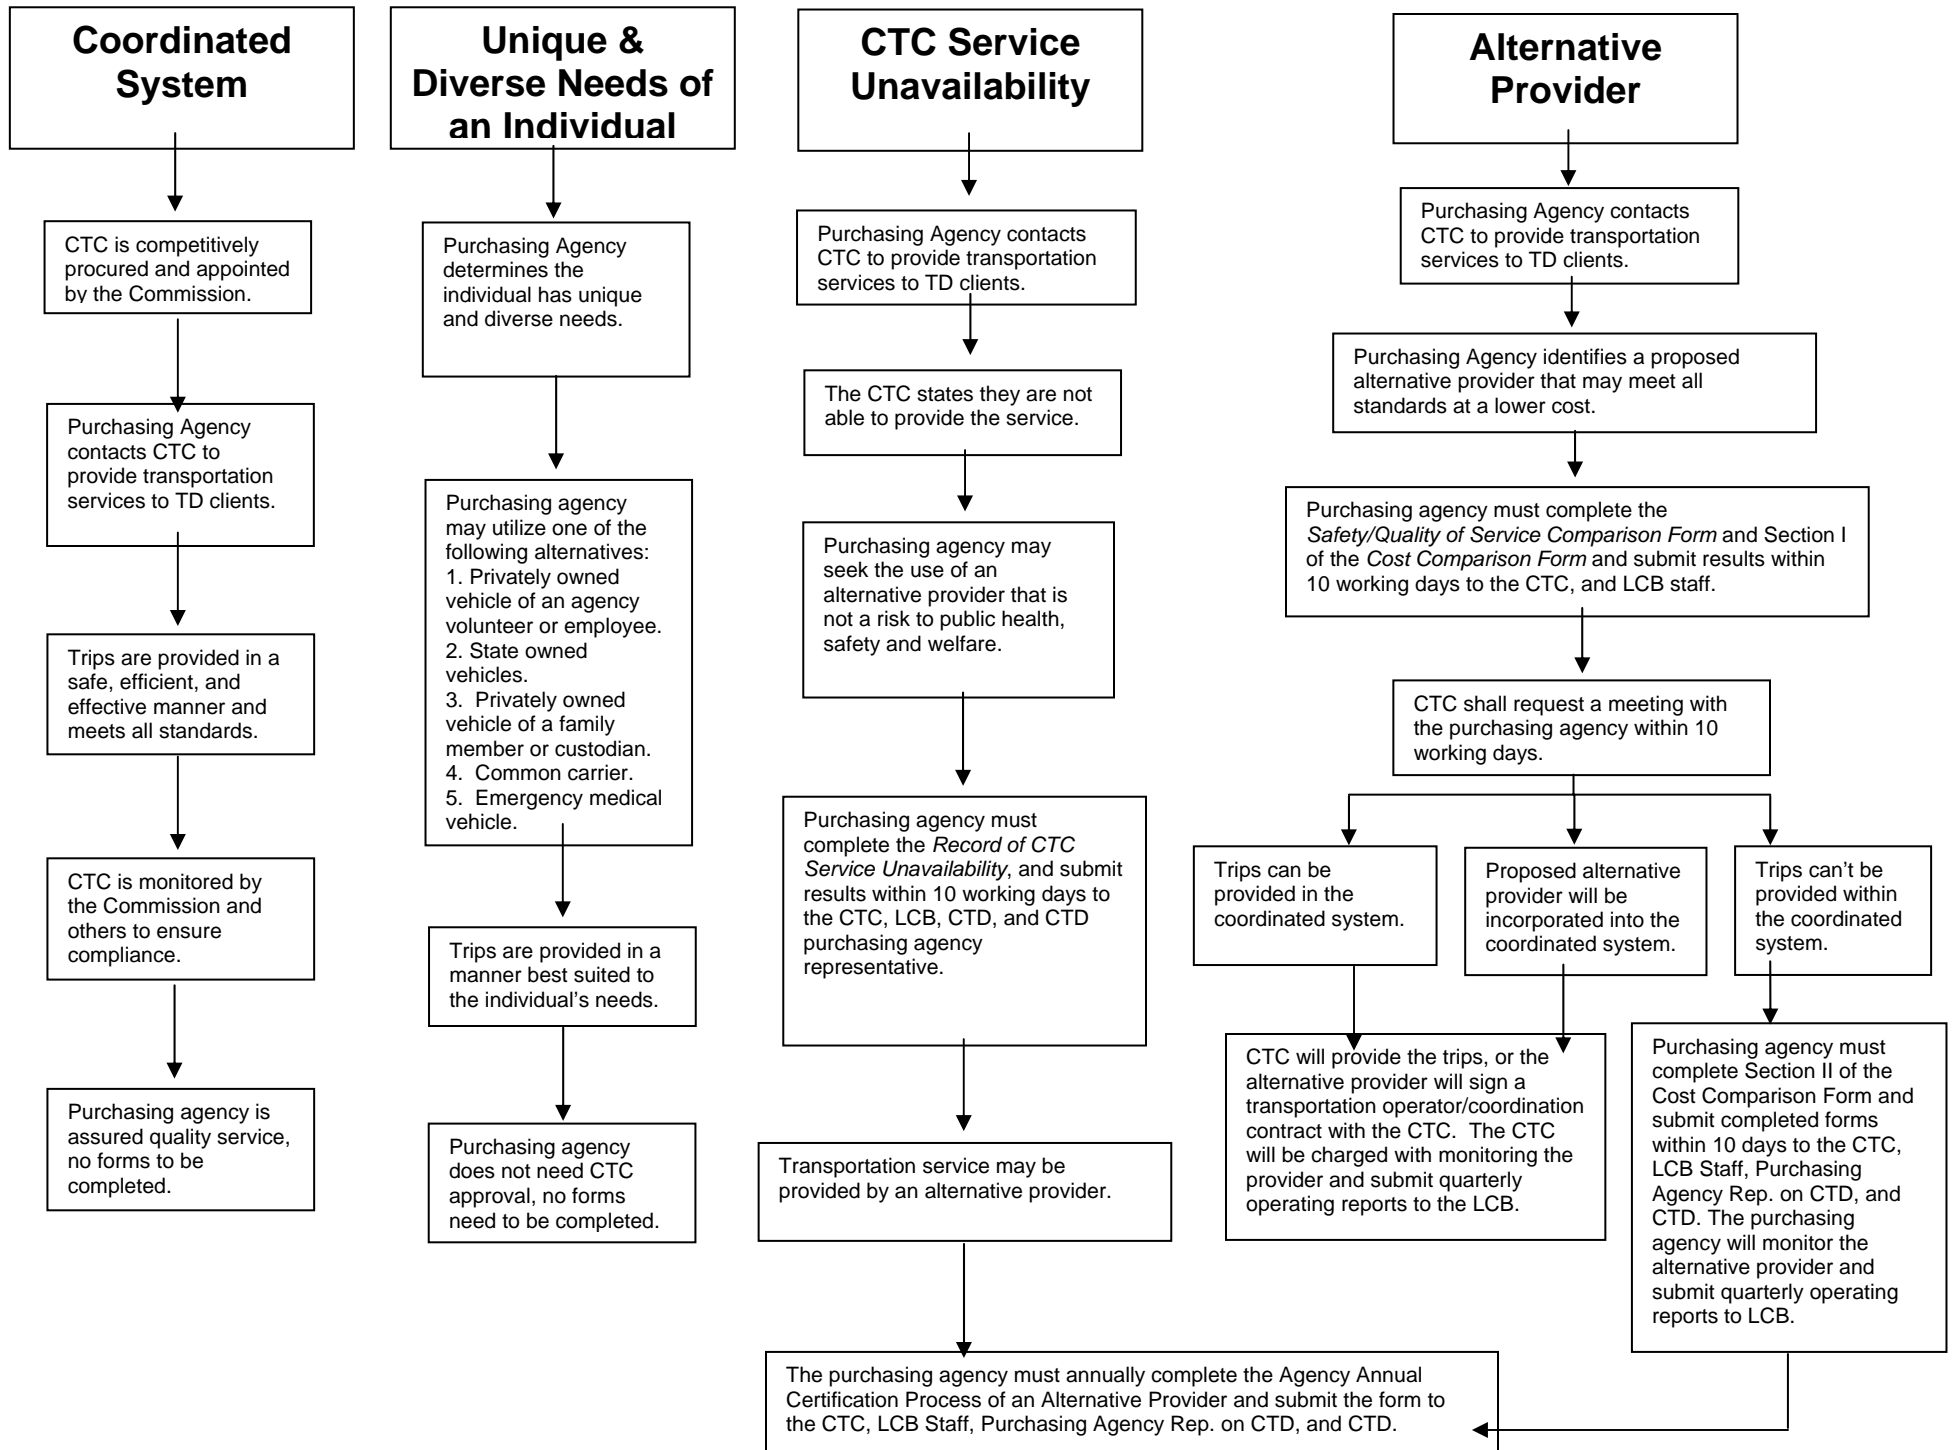 Coordinated
System
CTC is competitively
procured and appointed
by the Commission.
Purchasing Agency
contacts CTC to
provide transportation
services to TD clients.
Trips are provided in a
safe, efficient, and
effective manner and
meets all standards.
CTC is monitored by
the Commission and
others to ensure
compliance.
Purchasing agency is
assured quality service,
no forms to be
completed.
Unique &
Diverse Needs of
an Individual
Purchasing Agency
determines the
individual has unique
and diverse needs.
Purchasing agency
may utilize one of the
following alternatives:
1. Privately owned
vehicle of an agency
volunteer or employee.
2. State owned
vehicles.
3.  Privately owned
vehicle of a family
member or custodian.
4.  Common carrier.
5.  Emergency medical
vehicle.
Trips are provided in a
manner best suited to
the individual’s needs.
Purchasing agency
does not need CTC
approval, no forms
need to be completed.
CTC Service
Unavailability
Purchasing Agency contacts
CTC to provide transportation
services to TD clients.
The CTC states they are not
able to provide the service.
Purchasing agency may
seek the use of an
alternative provider that is
not a risk to public health,
safety and welfare.
Purchasing agency must
complete the Record of CTC
Service Unavailability, and submit
results within 10 working days to
the CTC, LCB, CTD, and CTD
purchasing agency
representative.
Transportation service may be
provided by an alternative provider.
Alternative
Provider
Purchasing Agency contacts
CTC to provide transportation
services to TD clients.
Purchasing Agency identifies a proposed
alternative provider that may meet all
standards at a lower cost.
Purchasing agency must complete the
Safety/Quality of Service Comparison Form and Section I
of the Cost Comparison Form and submit results within
10 working days to the CTC, and LCB staff.
CTC shall request a meeting with
the purchasing agency within 10
working days.
Trips can be
provided in the
coordinated system.
Proposed alternative
provider will be
incorporated into the
coordinated system.
Trips can’t be
provided within
the coordinated
system.
CTC will provide the trips, or the
alternative provider will sign a
transportation operator/coordination
contract with the CTC.  The CTC
will be charged with monitoring the
provider and submit quarterly
operating reports to the LCB.
Purchasing agency must
complete Section II of the
Cost Comparison Form and
submit completed forms
within 10 days to the CTC,
LCB Staff, Purchasing
Agency Rep. on CTD, and
CTD. The purchasing
agency will monitor the
alternative provider and
submit quarterly operating
reports to LCB.
The purchasing agency must annually complete the Agency Annual
Certification Process of an Alternative Provider and submit the form to
the CTC, LCB Staff, Purchasing Agency Rep. on CTD, and CTD.